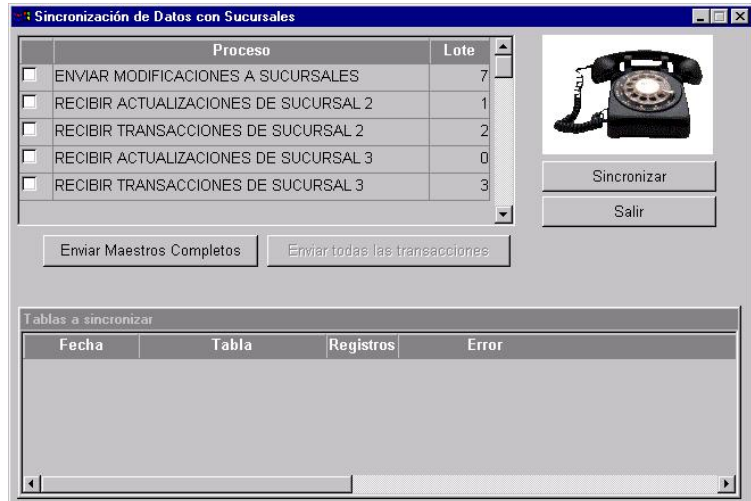 Sincronización de Datos con Sucursales
Proceso Lote
ENVIAR MODIFICACIONES A SUCURSALES 7
RECIBIR ACTUALIZACIONES DE SUCURSAL 2 1
RECIBIR TRANSACCIONES DE SUCURSAL 2 2
RECIBIR ACTUALIZACIONES DE SUCURSAL 3 0
RECIBIR TRANSACCIONES DE SUCURSAL 3 3
Sincronizar
Salir
Enviar Maestros Completos Enviar todas las transacciones
Tablas a sincronizar
Fecha Tabla Registros Error